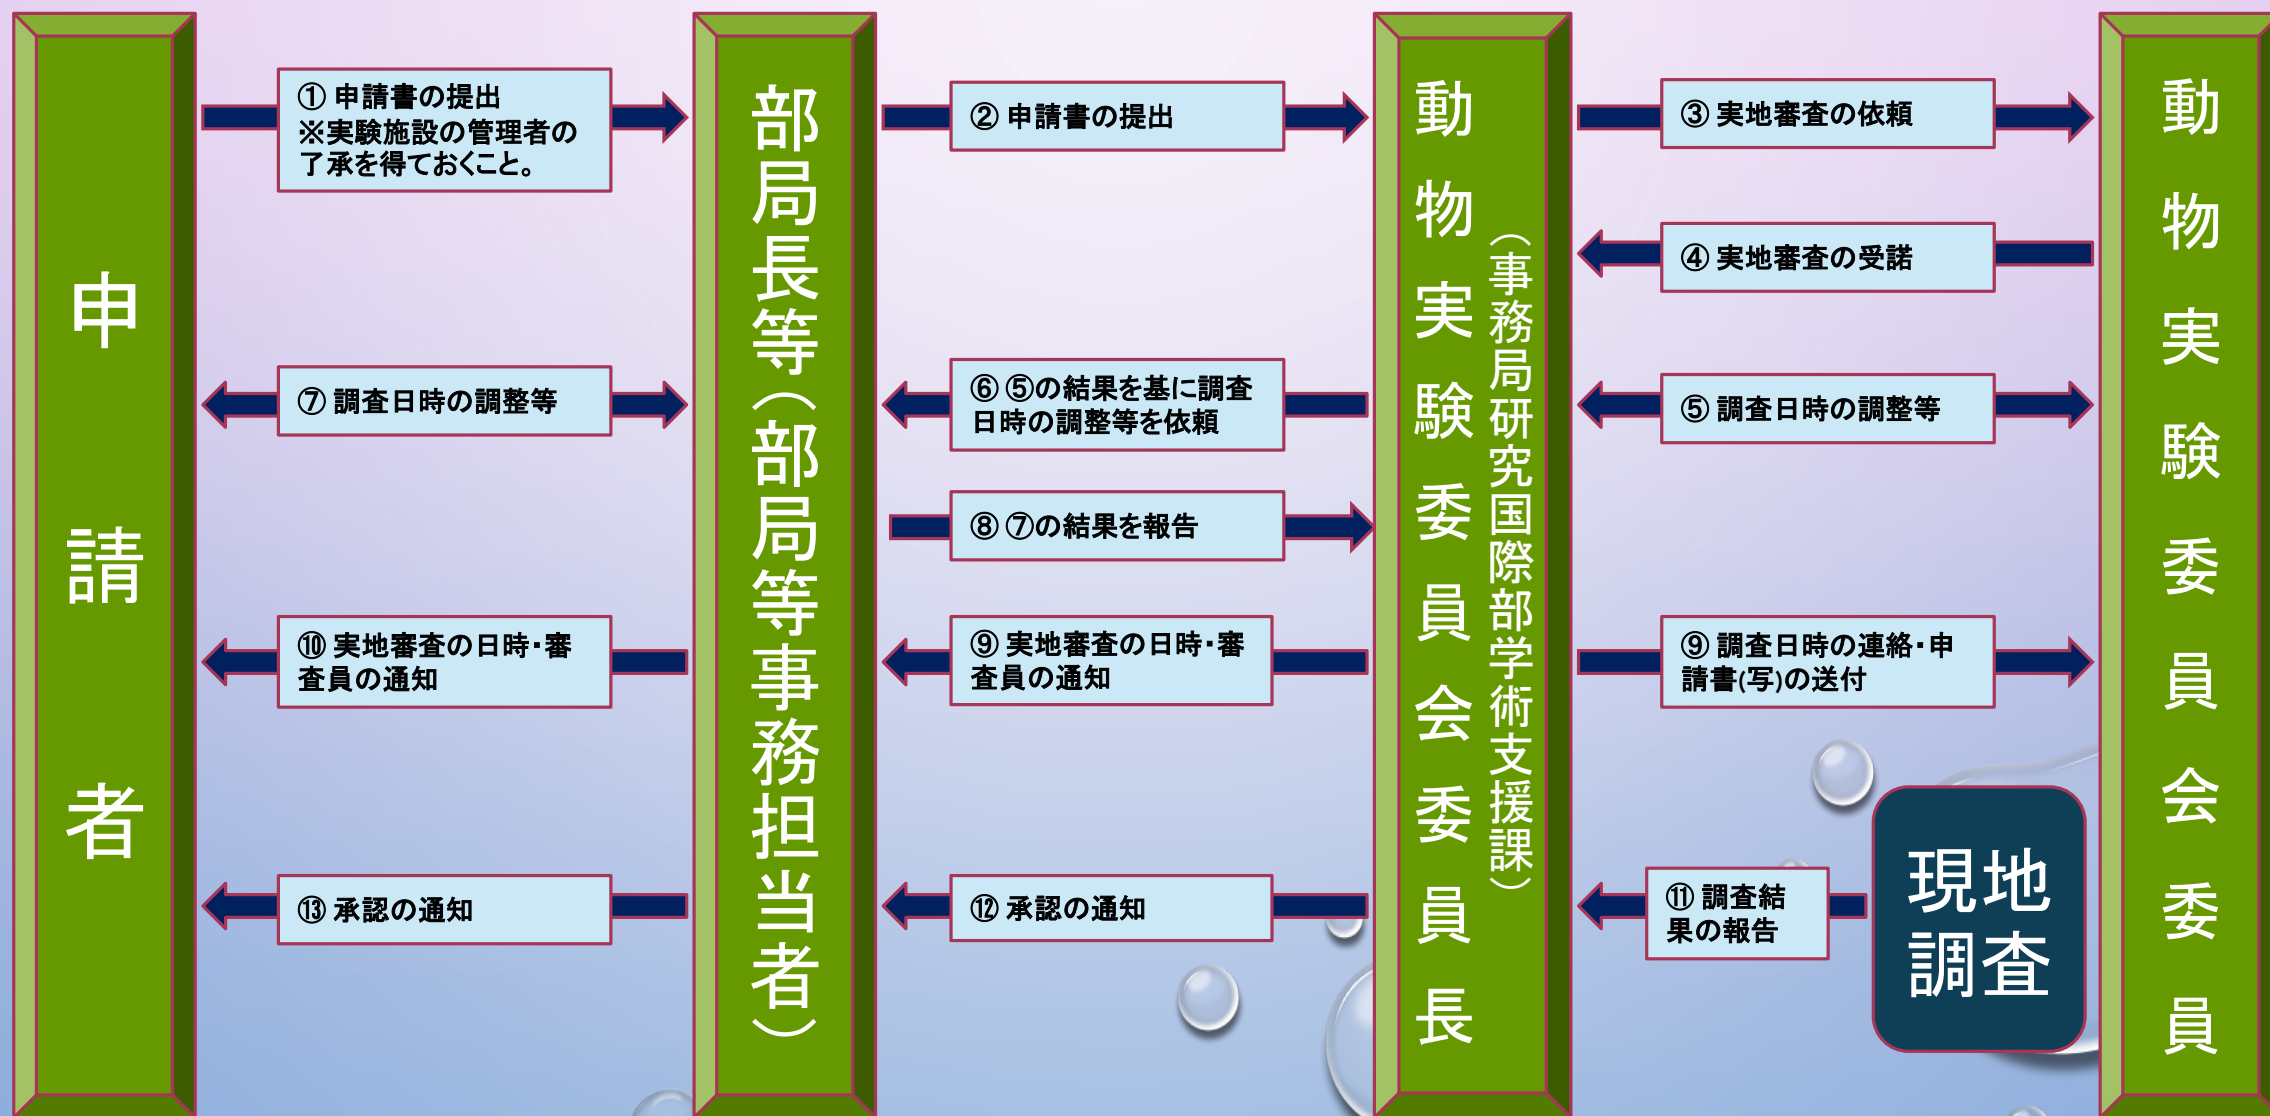 申請者
① 申請書の提出
※実験施設の管理者の
了承を得ておくこと。
⑦ 調査日時の調整等
⑩ 実地審査の日時・審
査員の通知
⑬ 承認の通知
部局長等(部局等事務担当者)
② 申請書の提出
⑥ ⑤の結果を基に調査
日時の調整等を依頼
⑧ ⑦の結果を報告
⑨ 実地審査の日時・審
査員の通知
⑫ 承認の通知
動物実験委員会委員長
(事務局研究国際部学術支援課)
③ 実地審査の依頼
④ 実地審査の受諾
⑤ 調査日時の調整等
⑨ 調査日時の連絡・申
請書(写)の送付
⑪ 調査結
果の報告
現地
調査
動物実験委員会委員